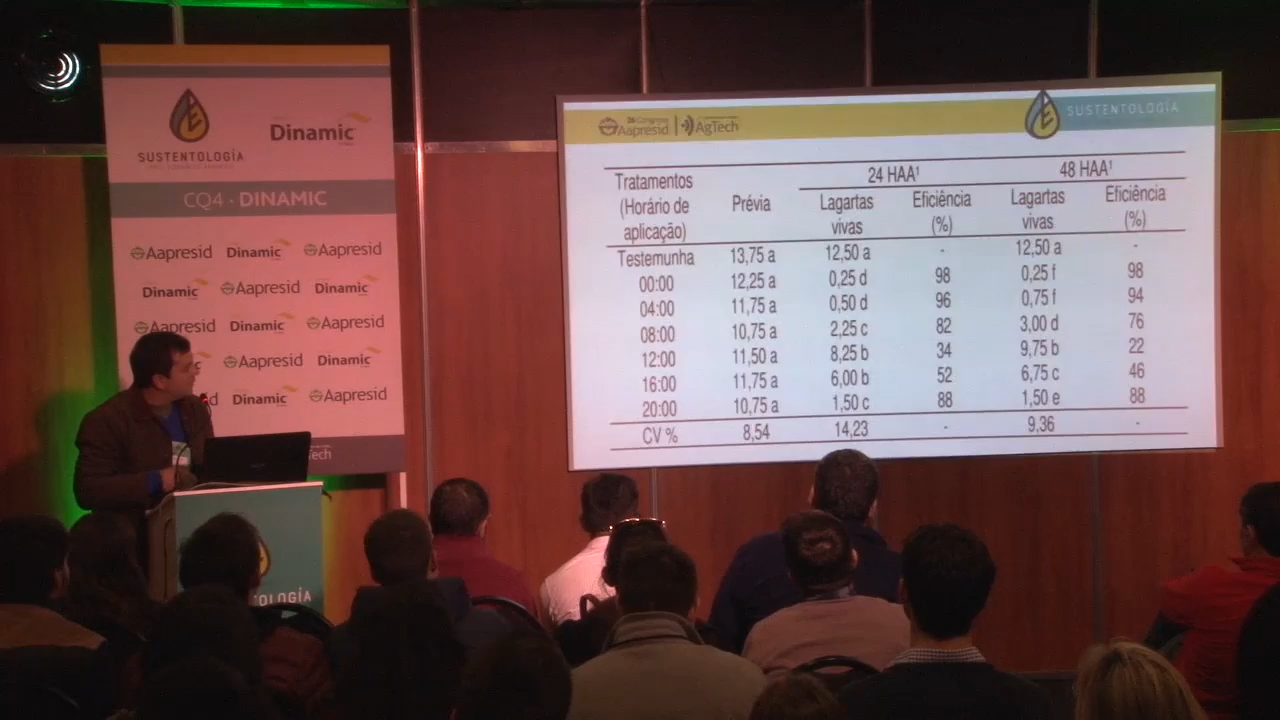 SUSTENTOLOGÍA
Dinamic
CQ4 · DINAMIC
Aapresid Dinamic Aapresid
Dinamic Aapresid Dinamic
Aapresid Dinamic Aapresid
Aapresid Dinamic
Dinamic Aapresid
Tech
OLOGÍA
Congreso
Aapresid AgTech
SUSTENTOLOGÍA
Tratamentos (Horário de aplicação) Prévia 24 HAA¹ 48 HAA¹
Lagartas vivas Eficiência (%) Lagartas vivas Eficiência (%)
Testemunha 13,75 a 12,50 a - 12,50 a -
00:00 12,25 a 0,25 d 98 0,25 f 98
04:00 11,75 a 0,50 d 96 0,75 f 94
08:00 10,75 a 2,25 c 82 3,00 d 76
12:00 11,50 a 8,25 b 34 9,75 b 22
16:00 11,75 a 6,00 b 52 6,75 c 46
20:00 10,75 a 1,50 c 88 1,50 e 88
CV % 8,54 14,23 - 9,36 -